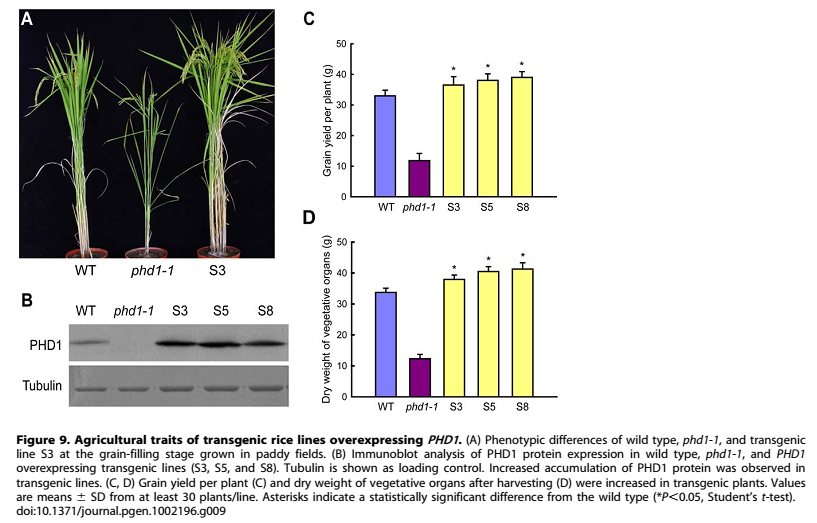 A
WT phd1-1 S3
B
WT phd1-1 S3 S5 S8
PHD1
Tubulin
C
Grain yield per plant (g)
50
40
30
20
10
0
* * *
WT phd1-1 S3 S5 S8
D
Dry weight of vegetative organs (g)
50
40
30
20
10
0
* * *
WT phd1-1 S3 S5 S8
Figure 9. Agricultural traits of transgenic rice lines overexpressing PHD1. (A) Phenotypic differences of wild type, phd1-1, and transgenic
line S3 at the grain-filling stage grown in paddy fields. (B) Immunoblot analysis of PHD1 protein expression in wild type, phd1-1, and PHD1
overexpressing transgenic lines (S3, S5, and S8). Tubulin is shown as loading control. Increased accumulation of PHD1 protein was observed in
transgenic lines. (C, D) Grain yield per plant (C) and dry weight of vegetative organs after harvesting (D) were increased in transgenic plants. Values
are means ± SD from at least 30 plants/line. Asterisks indicate a statistically significant difference from the wild type (*P<0.05, Student's t-test).
doi:10.1371/journal.pgen.1002196.g009